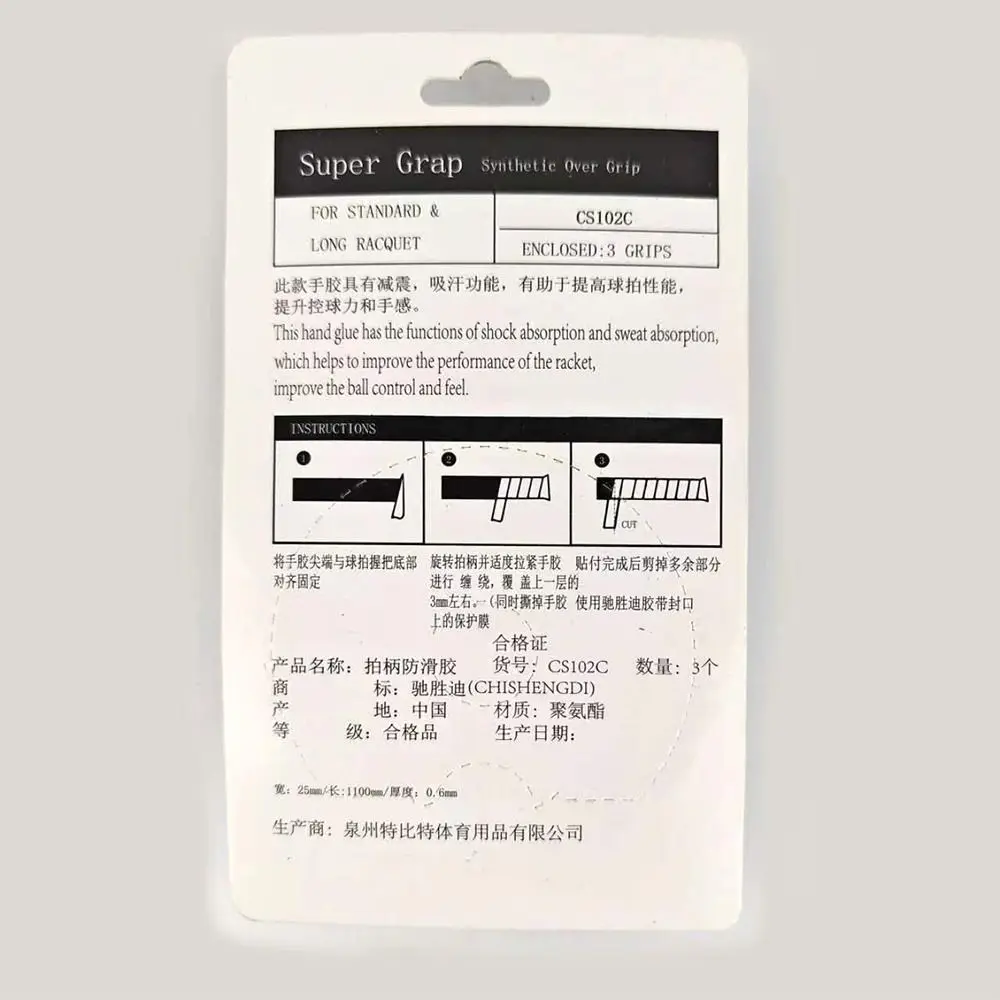 Super Grap Synthetic Over Grip
FOR STANDARD &
LONG RACQUET
CS102C
ENCLOSED:3 GRIPS
此款手胶具有减震，吸汗功能，有助于提高球拍性能，
提升控球力和手感。
This hand glue has the functions of shock absorption and sweat absorption,
which helps to improve the performance of the racket,
improve the ball control and feel.
INSTRUCTIONS
1
2
3
CUT
将手胶尖端与球拍握把底部
对齐固定
旋转拍柄并适度拉紧手胶
进行 缠 绕，覆 盖上一层的
3mm左右。（同时撕掉手胶
上的保护膜
贴付完成后剪掉多余部分
使用驰胜迪胶带封口
合格证
产品名称：拍柄防滑胶 货号：CS102C 数量：3个
商 标：驰胜迪(CHISHENGDI)
产 地：中国 材质：聚氨酯
等 级：合格品 生产日期：
宽：25mm/长:1100mm/厚度：0.6mm
生产商：泉州特比特体育用品有限公司